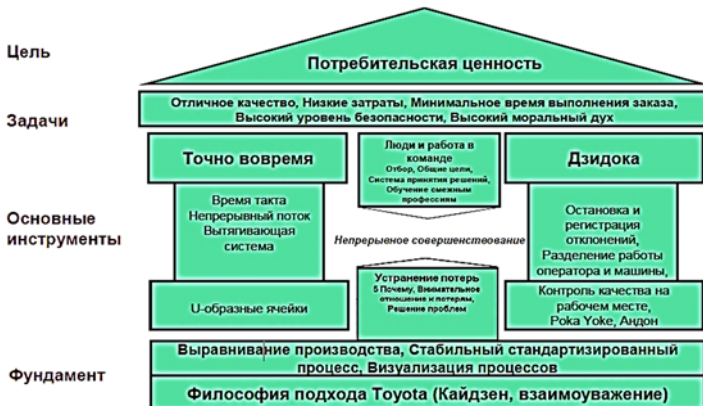 Цель
Потребительская ценность
Задачи
Отличное качество, Низкие затраты, Минимальное время выполнения заказа,
Высокий уровень безопасности, Высокий моральный дух
Точно вовремя
Люди и работа в
команде
Отбор, Общие цели,
Система принятия решений,
Обучение смежным
профессиям
Дзидока
Основные
инструменты
Время такта
Непрерывный поток
Вытягивающая
система
Непрерывное совершенствование
Остановка и
регистрация
отклонений,
Разделение работы
оператора и машины,
U-образные ячейки
Устранение потерь
5 Почему, Внимательное
отношение к потерям,
Решение проблем
Контроль качества на
рабочем месте,
Poka Yoke, Андон
Фундамент
Выравнивание производства, Стабильный стандартизированный
процесс, Визуализация процессов
Философия подхода Toyota (Кайдзен, взаимоуважение)